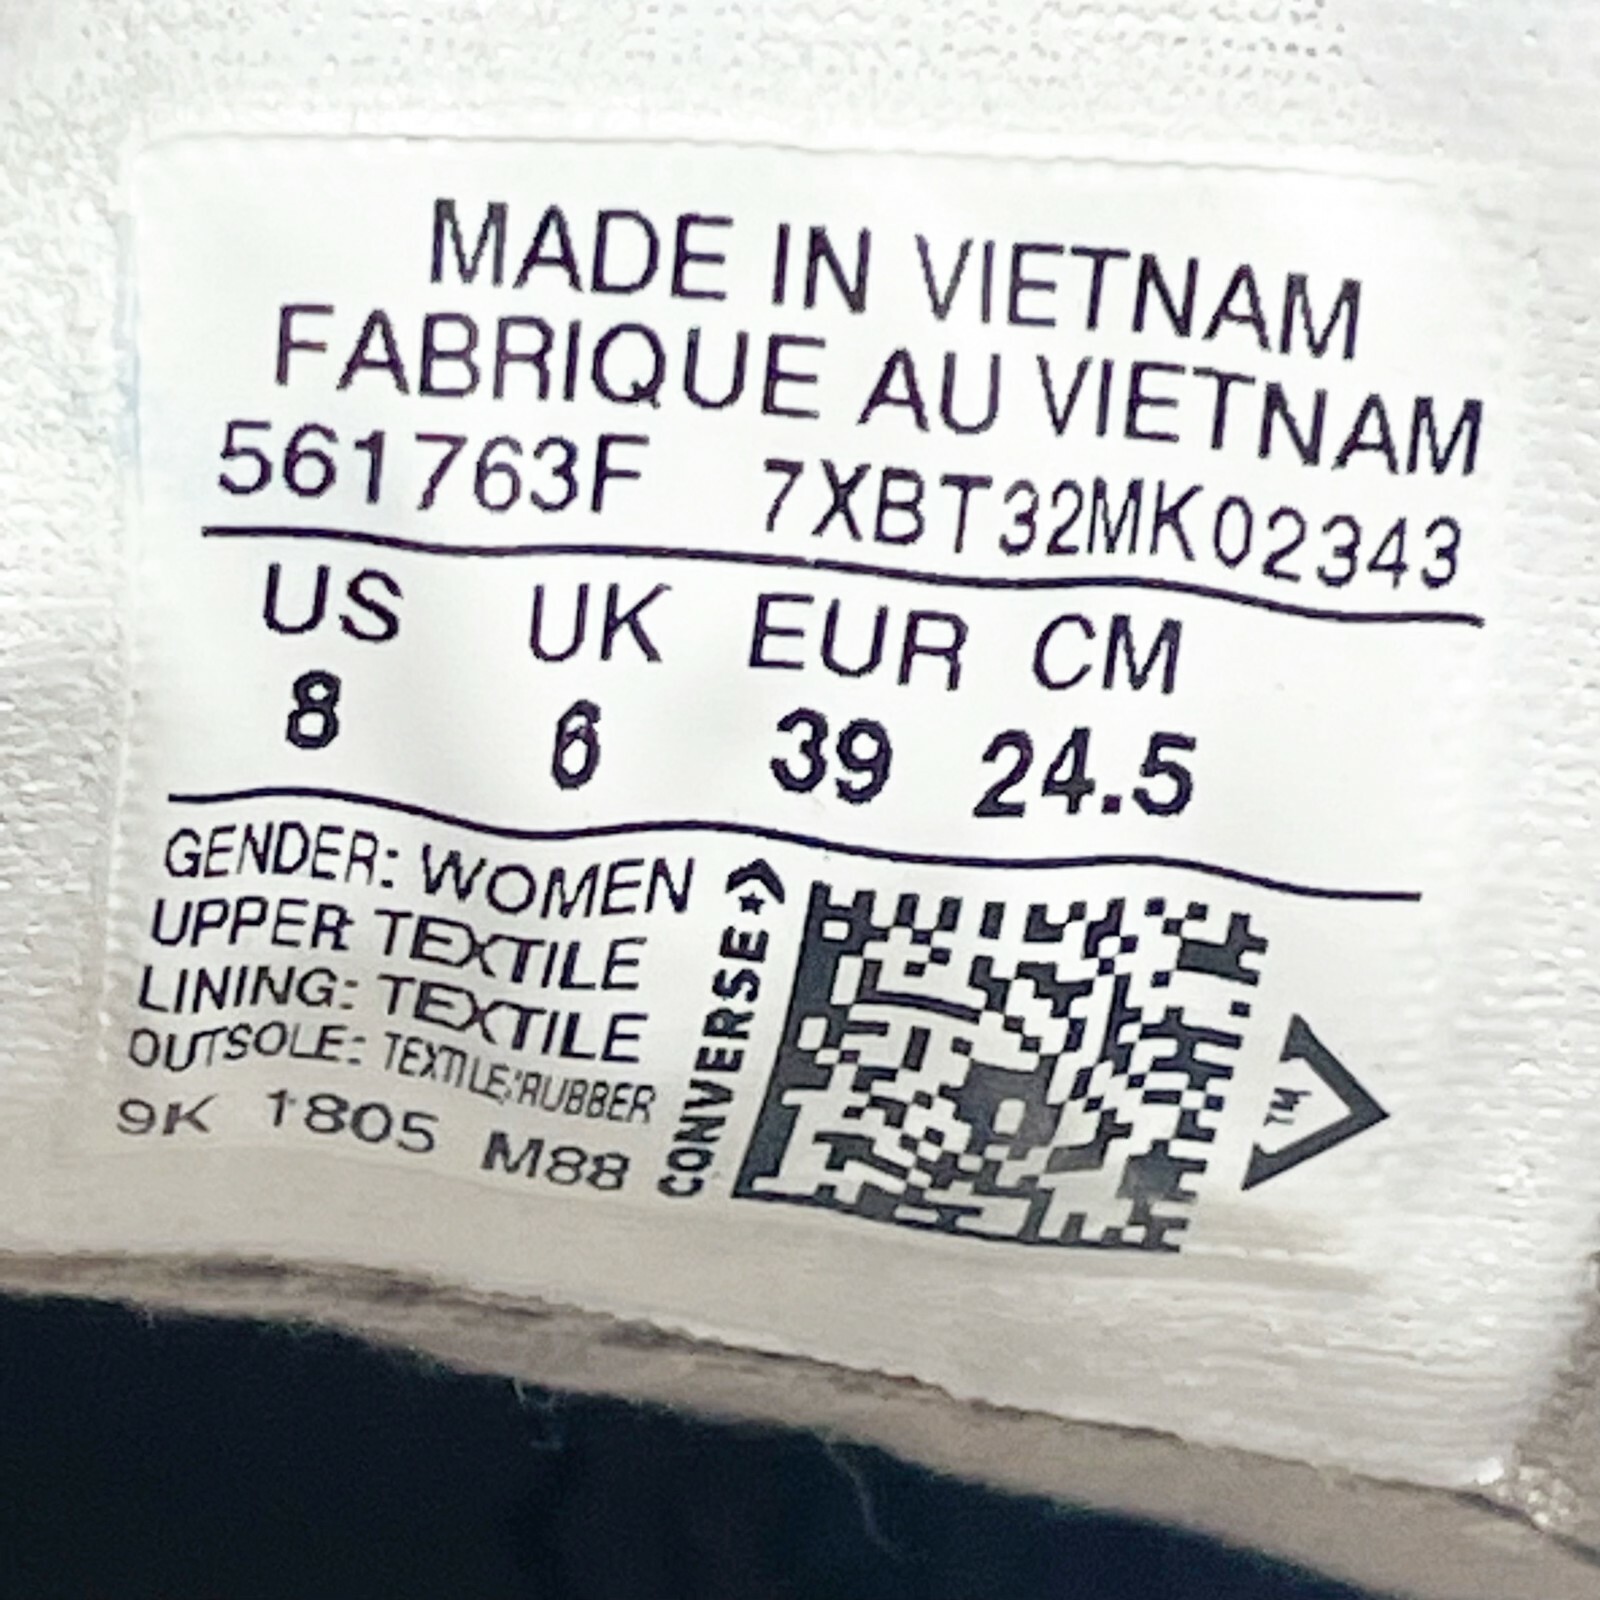 MADE IN VIETNAM
FABRIQUE AU VIETNAM
561763F 7XBT32MK02343
US UK EUR CM
8 6 39 24.5
GENDER: WOMEN
UPPER TEXTILE
LINING: TEXTILE
OUTSOLE: TEXTILE/RUBBER
9K 1805 M88
CONVERSE
TM